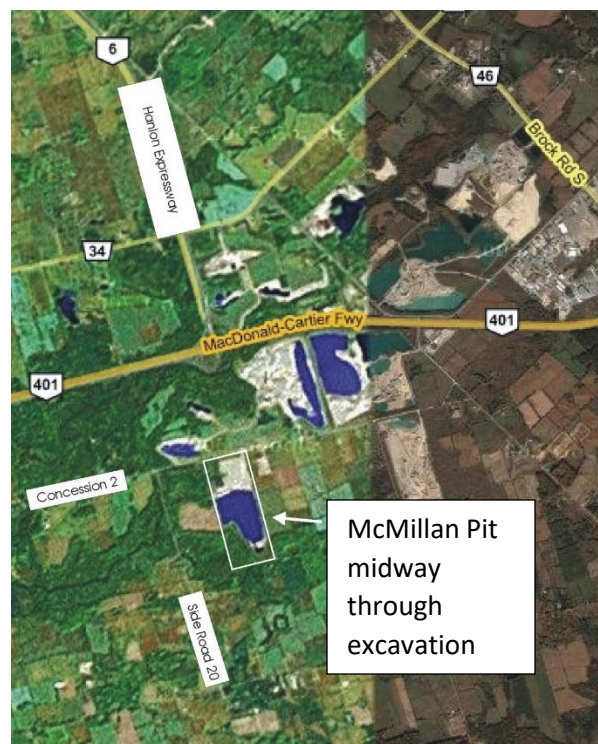 6
Hanlon Expressway
46
Brock Rd S
34
MacDonald-Cartier Fwy
401
401
Concession 2
Side Road 20
McMillan Pit
midway
through
excavation